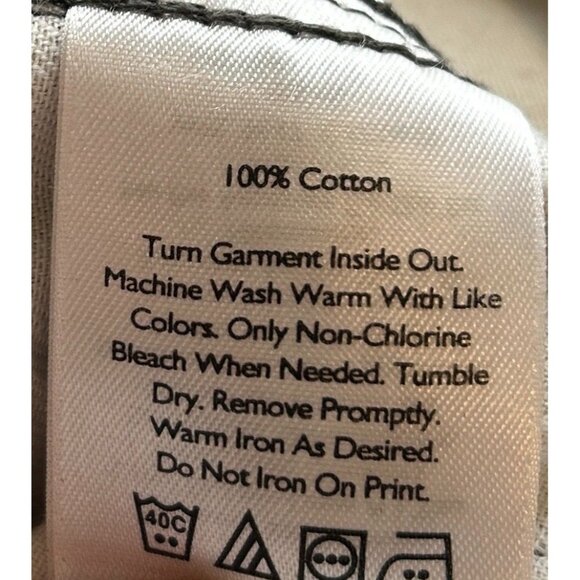 100% Cotton
Turn Garment Inside Out.
Machine Wash Warm With Like
Colors. Only Non-Chlorine
Bleach When Needed. Tumble
Dry. Remove Promptly.
Warm Iron As Desired.
Do Not Iron On Print.
40C